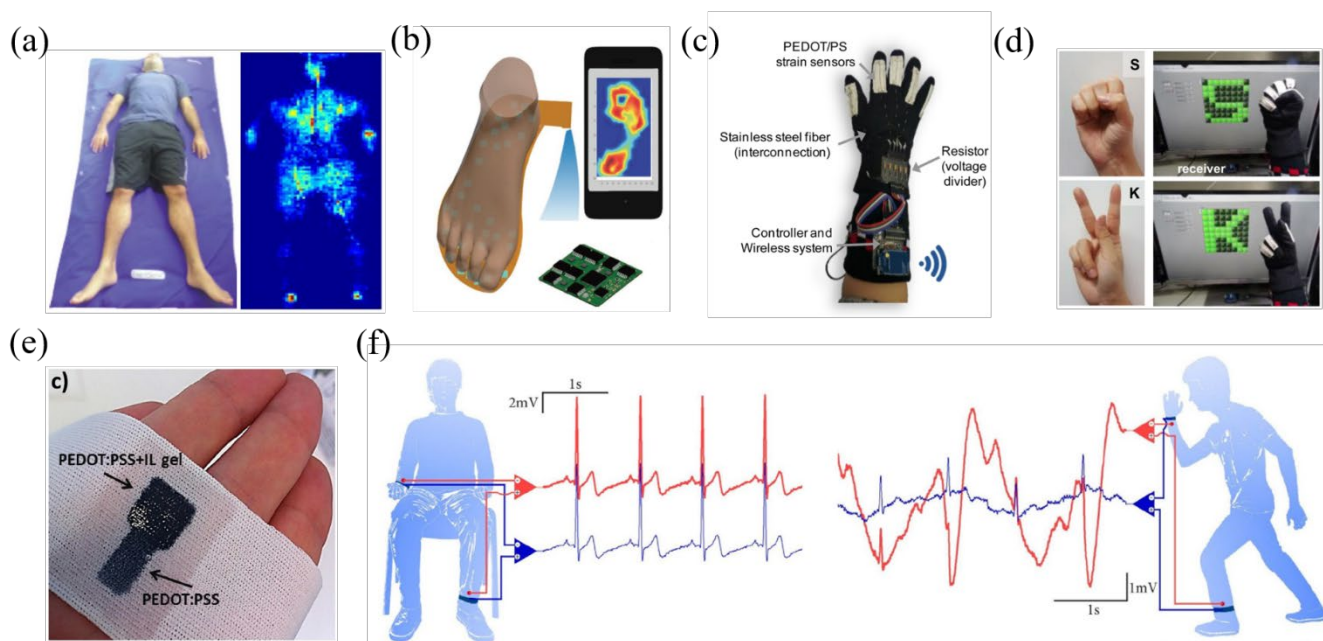 (a)
(b)
(c)
PEDOT/PS
strain sensors
Stainless steel fiber
(interconnection)
Resistor
(voltage
divider)
Controller and
Wireless system
(d)
S
S
receiver
K
K
(e)
c)
PEDOT:PSS+IL gel
PEDOT:PSS
(f)
1s
2mV
1mV
1s